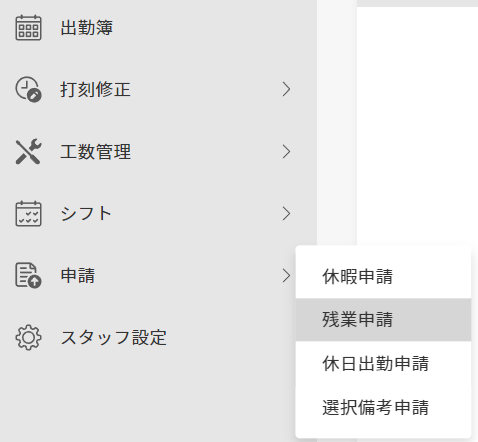 出勤簿
打刻修正
工数管理
シフト
申請
スタッフ設定
休暇申請
残業申請
休日出勤申請
選択備考申請